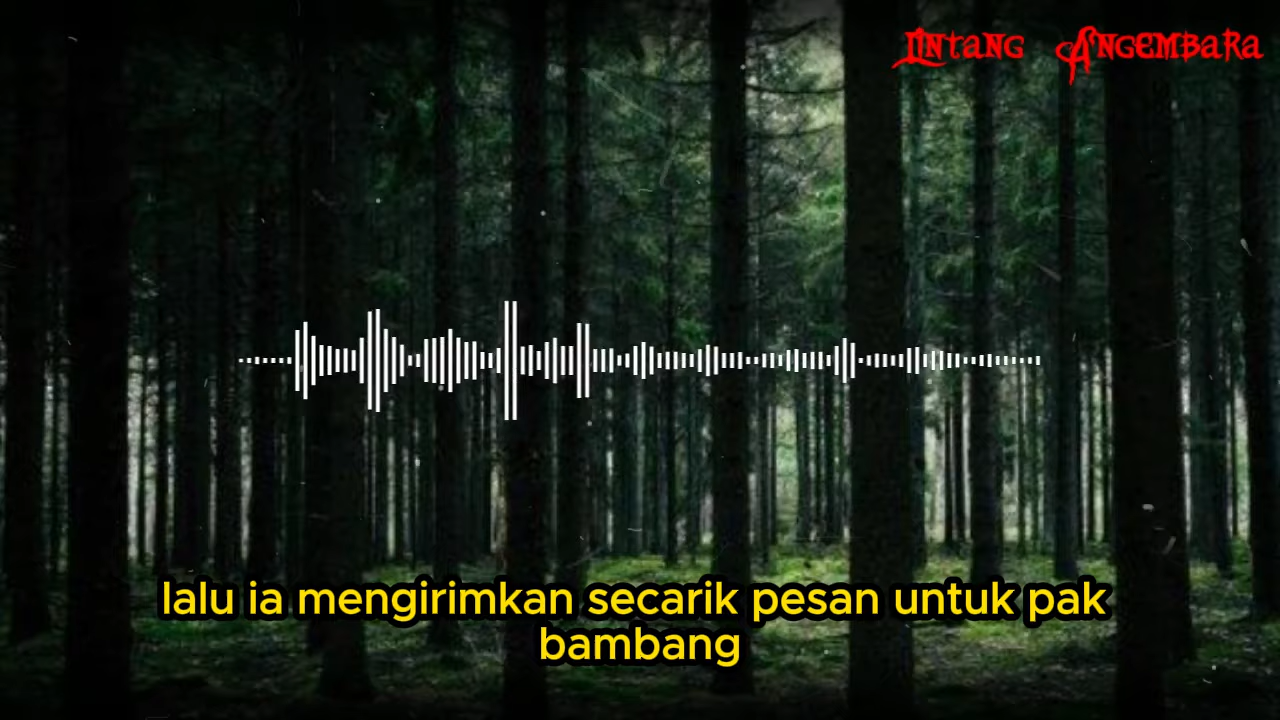 Lintang Angembara
lalu ia mengirimkan secarik pesan untuk pak
bambang